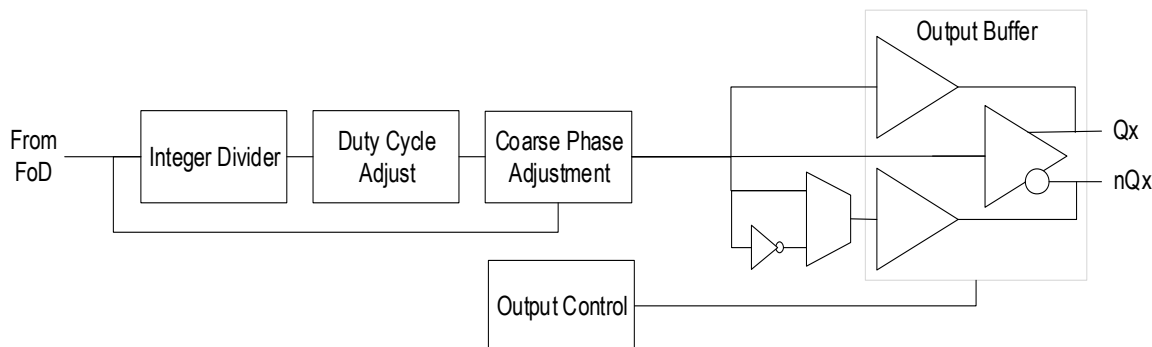 Output Buffer
From
FoD
Integer Divider
Duty Cycle
Adjust
Coarse Phase
Adjustment
Qx
nQx
Output Control